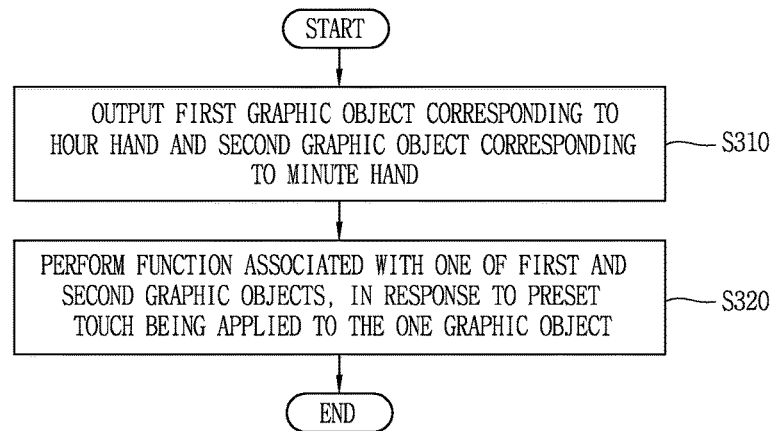 START
OUTPUT FIRST GRAPHIC OBJECT CORRESPONDING TO
HOUR HAND AND SECOND GRAPHIC OBJECT CORRESPONDING
TO MINUTE HAND
S310
PERFORM FUNCTION ASSOCIATED WITH ONE OF FIRST AND
SECOND GRAPHIC OBJECTS, IN RESPONSE TO PRESET
TOUCH BEING APPLIED TO THE ONE GRAPHIC OBJECT
S320
END